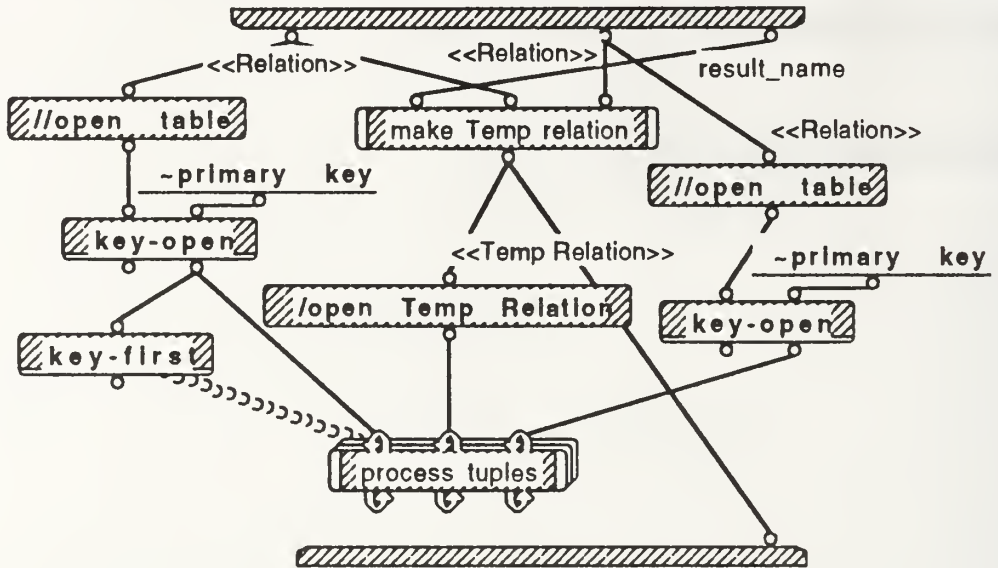 <<Relation>>
<<Relation>>
result_name
//open table
make Temp relation
<<Relation>>
~primary key
//open table
key-open
<<Temp Relation>>
~primary key
/open Temp Relation
key-open
key-first
process tuples